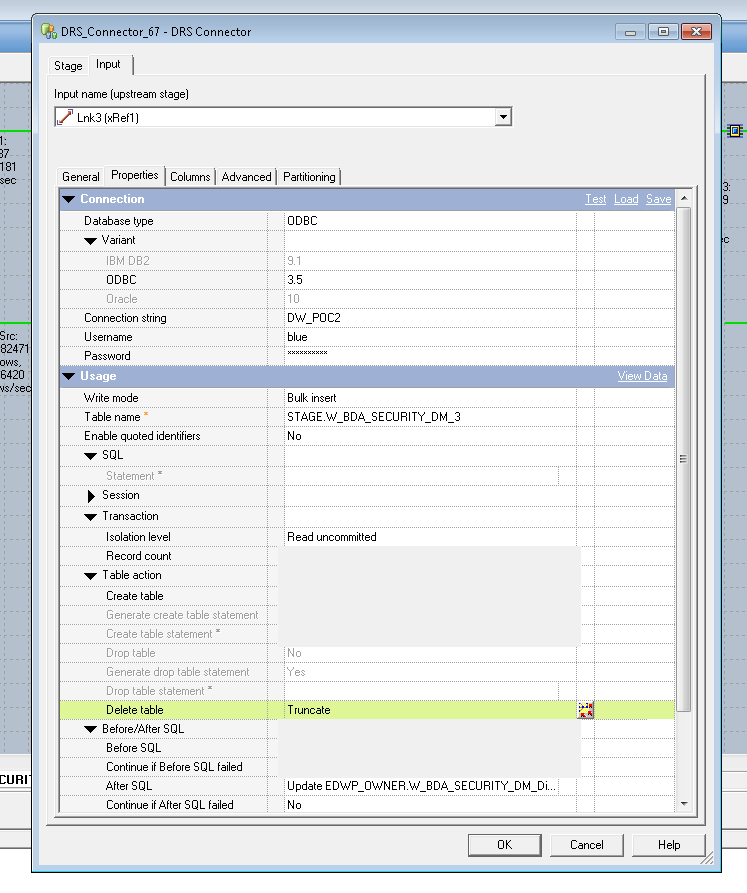 DRS_Connector_67 - DRS Connector
Stage Input
Input name (upstream stage)
Lnk3 (xRef1)
General Properties Columns Advanced Partitioning
Connection Test Load Save
Database type ODBC
Variant
IBM DB2 9.1
ODBC 3.5
Oracle 10
Connection string DW_POC2
Username blue
Password **********
Usage View Data
Write mode Bulk insert
Table name * STAGE.W_BDA_SECURITY_DM_3
Enable quoted identifiers No
SQL
Statement *
Session
Transaction
Isolation level Read uncommitted
Record count
Table action
Create table
Generate create table statement
Create table statement *
Drop table No
Generate drop table statement Yes
Drop table statement *
Delete table Truncate
Before/After SQL
Before SQL
Continue if Before SQL failed
After SQL Update EDWP_OWNER.W_BDA_SECURITY_DM_Di...
Continue if After SQL failed No
OK Cancel Help
1:
37
181
sec
Src:
82471
ows,
6420
ws/sec
CURIT
3:
9